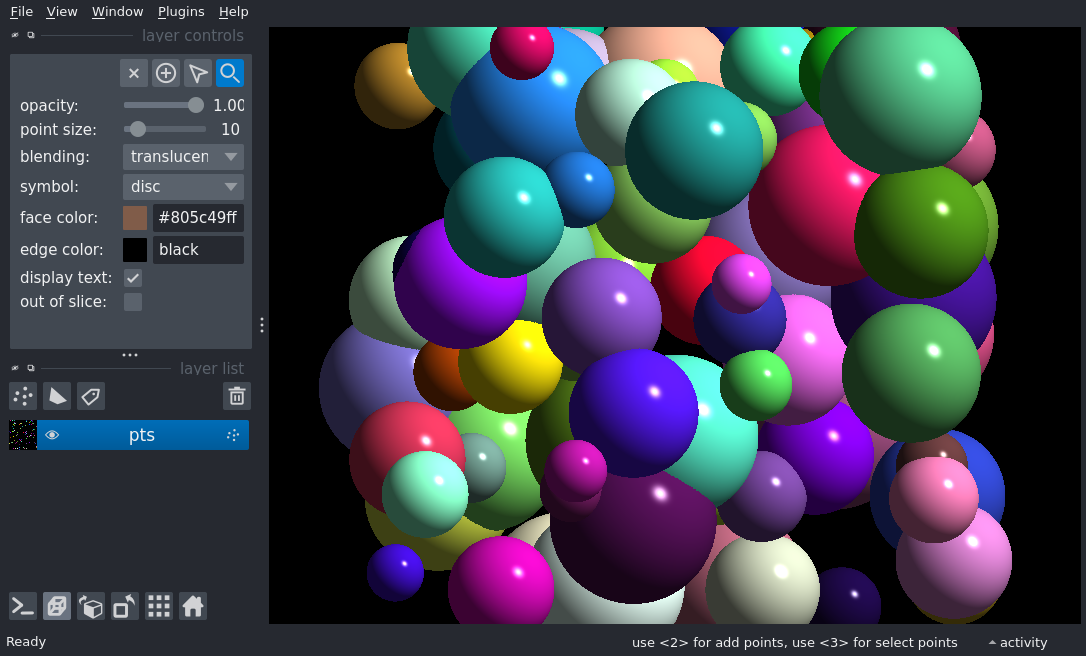 File View Window Plugins Help
layer controls
opacity: 1.00
point size: 10
blending: translucen
symbol: disc
face color: #805c49ff
edge color: black
display text:
out of slice:
layer list
pts
Ready use <2> for add points, use <3> for select points activity